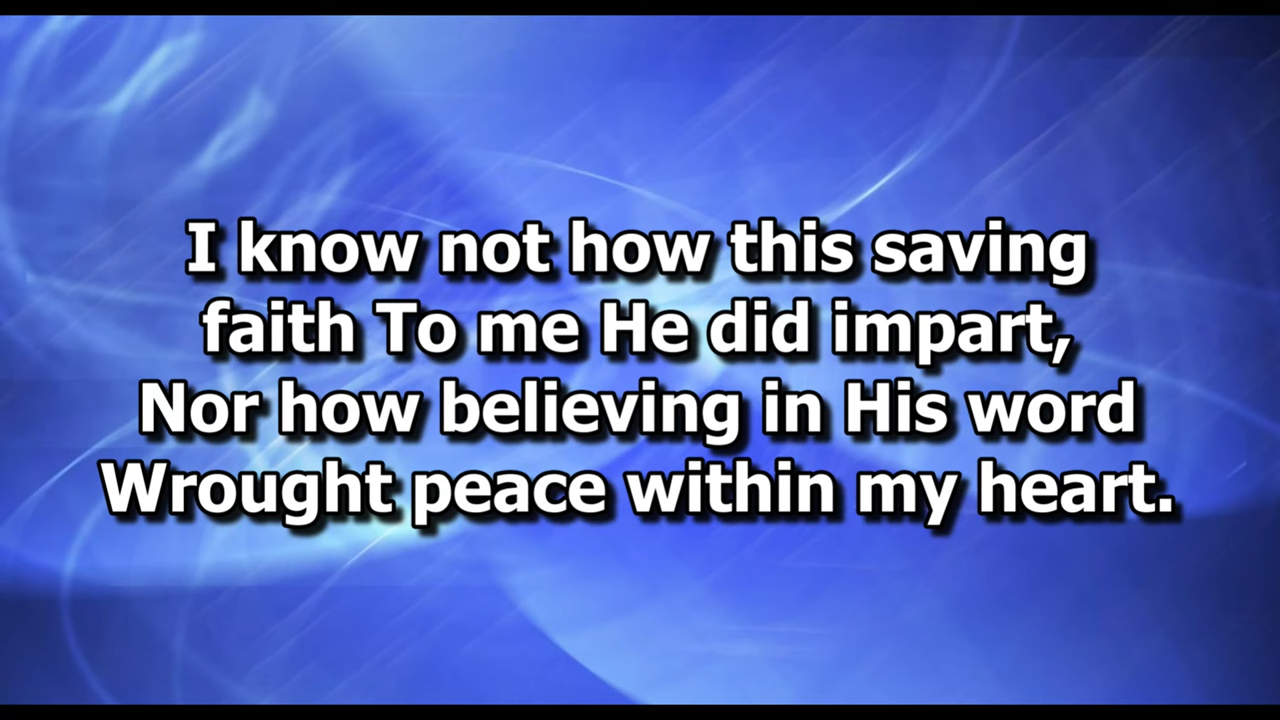 I know not how this saving
faith To me He did impart,
Nor how believing in His word
Wrought peace within my heart.